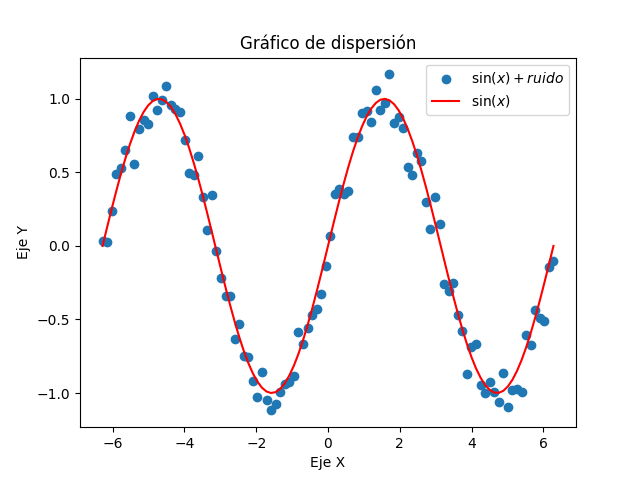 Gráfico de dispersión
sin(x) + ruido
sin(x)
1.0
0.5
0.0
−0.5
−1.0
Eje Y
−6 −4 −2 0 2 4 6
Eje X